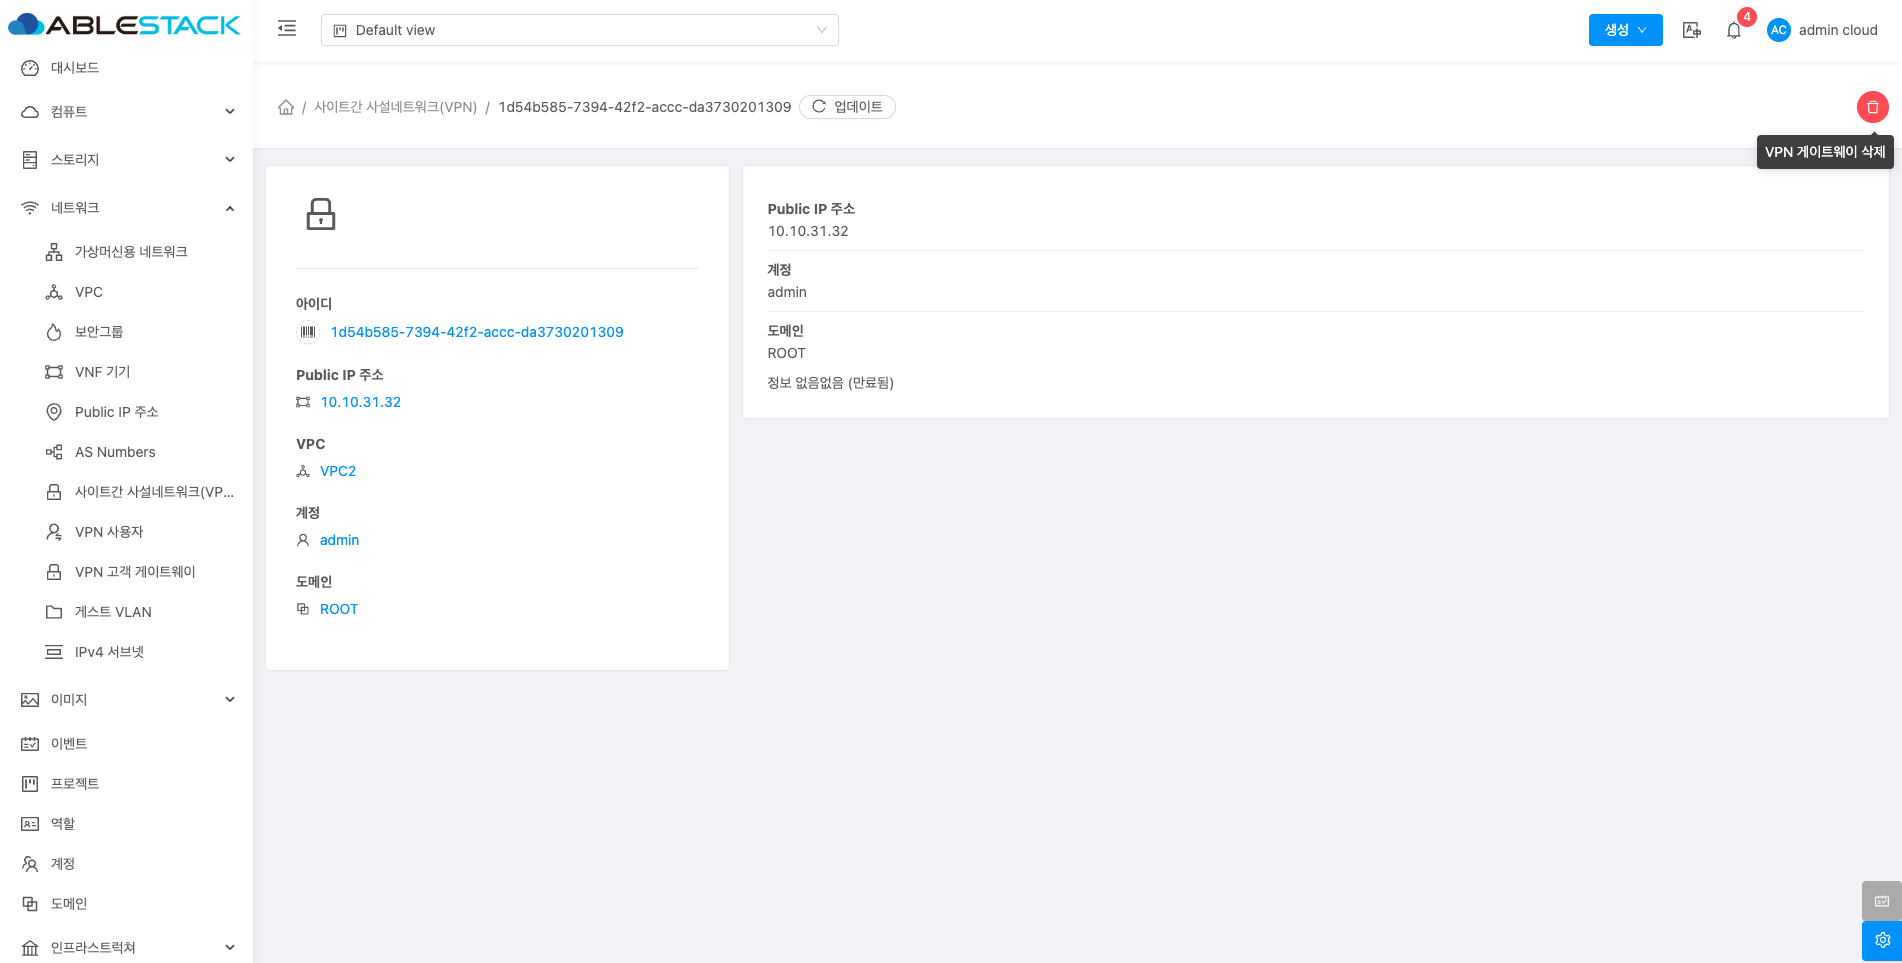 ABLESTACK
Default view
생성
4
AC
admin cloud
대시보드
컴퓨트
스토리지
네트워크
가상머신용 네트워크
VPC
보안그룹
VNF 기기
Public IP 주소
AS Numbers
사이트간 사설네트워크(VP...
VPN 사용자
VPN 고객 게이트웨이
게스트 VLAN
IPv4 서브넷
이미지
이벤트
프로젝트
역할
계정
도메인
인프라스트럭쳐
/ 사이트간 사설네트워크(VPN) / 1d54b585-7394-42f2-accc-da3730201309 업데이트
VPN 게이트웨이 삭제
아이디
1d54b585-7394-42f2-accc-da3730201309
Public IP 주소
10.10.31.32
VPC
VPC2
계정
admin
도메인
ROOT
Public IP 주소
10.10.31.32
계정
admin
도메인
ROOT
정보 없음없음 (만료됨)